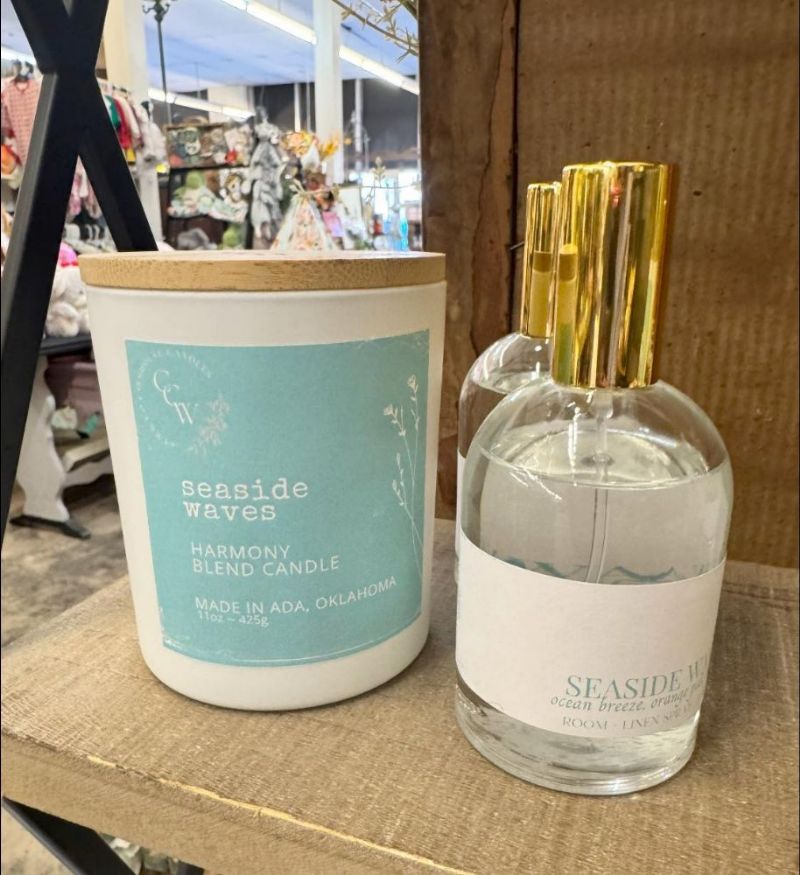 CCW
seaside
waves
HARMONY
BLEND CANDLE
MADE IN ADA, OKLAHOMA
11oz ~ 425g
SEASIDE
ocean breeze, orange
ROOM - LINEN